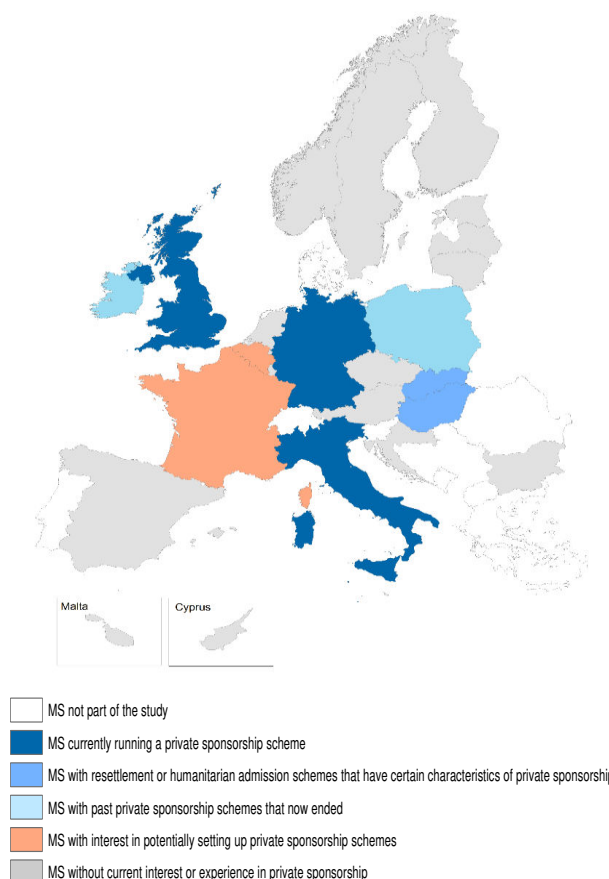 Malta
Cyprus
MS not part of the study
MS currently running a private sponsorship scheme
MS with resettlement or humanitarian admission schemes that have certain characteristics of private sponsorship
MS with past private sponsorship schemes that now ended
MS with interest in potentially setting up private sponsorship schemes
MS without current interest or experience in private sponsorship